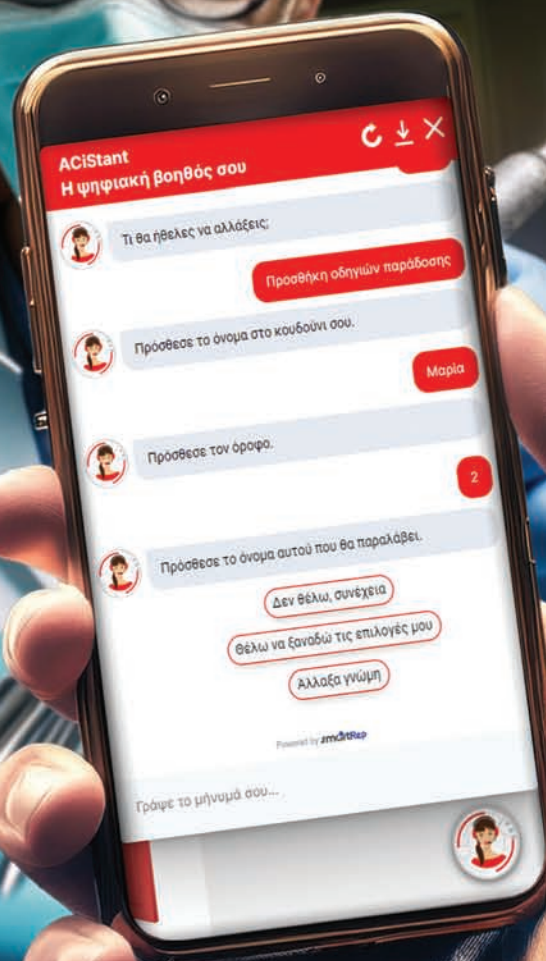 ACiStant
Η ψηφιακή βοηθός σου
Τι θα ήθελες να αλλάξεις;
Προσθήκη οδηγιών παράδοσης
Πρόσθεσε το όνομα στο κουδούνι σου.
Μαρία
Πρόσθεσε τον όροφο.
2
Πρόσθεσε το όνομα αυτού που θα παραλάβει.
Δεν θέλω, συνέχεια
Θέλω να ξαναδώ τις επιλογές μου
Άλλαξα γνώμη
Powered by smartRep
Γράψε το μήνυμά σου...